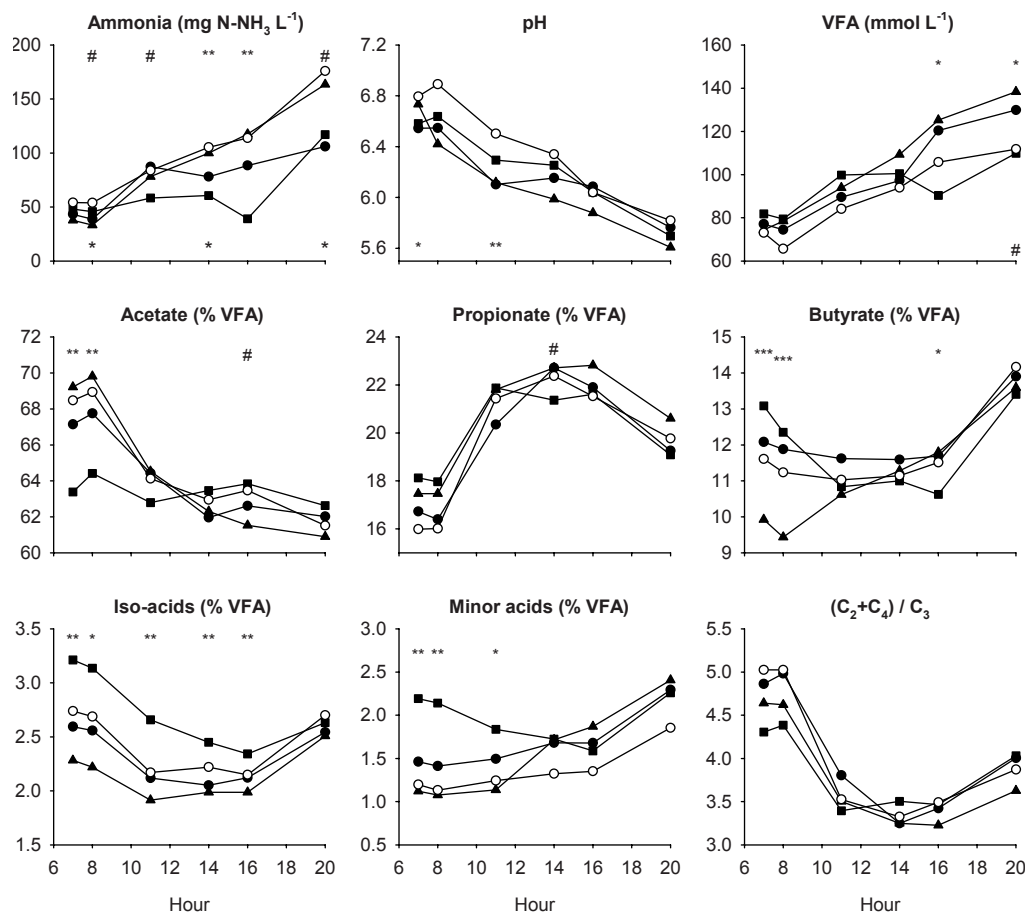 Ammonia (mg N-NH₃ L⁻¹) pH VFA (mmol L⁻¹)
200 # # ** ** # 7.2 160 * *
150 6.8 140
100 6.4 120
50 6.0 100
0 * * * 5.6 * ** 80
60 #
Acetate (% VFA) Propionate (% VFA) Butyrate (% VFA)
72 ** ** # 24 # 15 *** *** *
70 22 14
68 20 13
66 18 12
64 16 11
62 10
60 9
Iso-acids (% VFA) Minor acids (% VFA) (C₂+C₄) / C₃
4.0 ** * ** ** ** 3.0 ** ** * 5.5
3.5 2.5 5.0
3.0 2.0 4.5
2.5 1.5 4.0
2.0 1.0 3.5
1.5 0.5 3.0
6 8 10 12 14 16 18 20 6 8 10 12 14 16 18 20 6 8 10 12 14 16 18 20
Hour Hour Hour